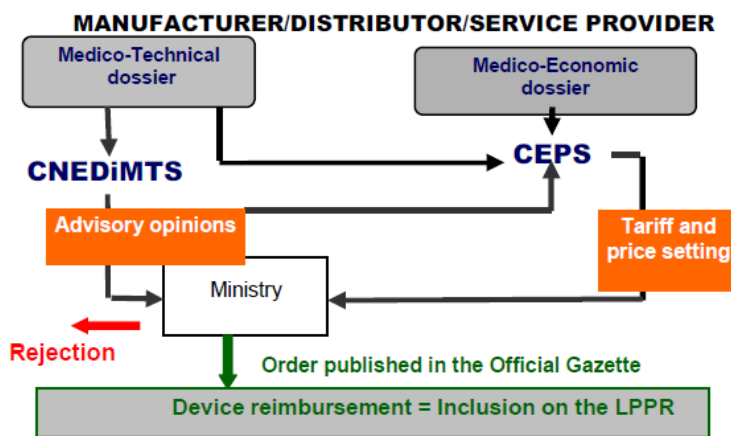 MANUFACTURER/DISTRIBUTOR/SERVICE PROVIDER
Medico-Technical
dossier
Medico-Economic
dossier
CNEDiMTS
CEPS
Advisory opinions
Tariff and
price setting
Ministry
Rejection
Order published in the Official Gazette
Device reimbursement = Inclusion on the LPPR